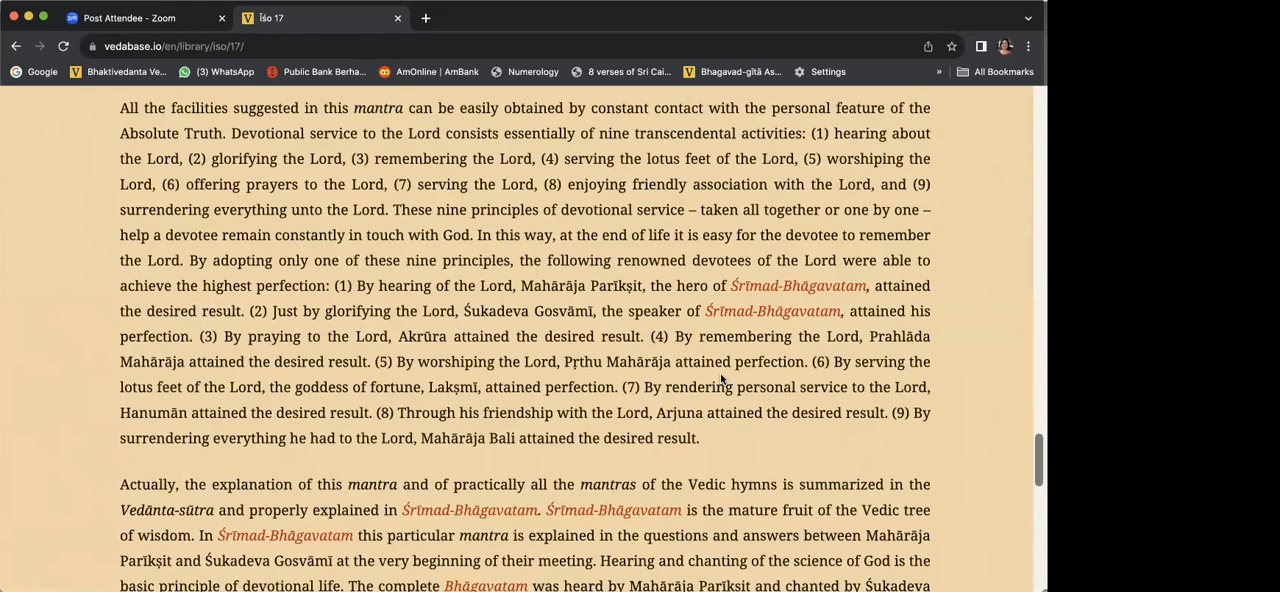 Post Attendee - Zoom
Īśo 17
vedabase.io/en/library/iso/17/
Google
Bhaktivedanta Ve...
(3) WhatsApp
Public Bank Berha...
AmOnline | AmBank
Numerology
8 verses of Sri Cai...
Bhagavad-gītā As...
Settings
»
All Bookmarks
All the facilities suggested in this mantra can be easily obtained by constant contact with the personal feature of the
Absolute Truth. Devotional service to the Lord consists essentially of nine transcendental activities: (1) hearing about
the Lord, (2) glorifying the Lord, (3) remembering the Lord, (4) serving the lotus feet of the Lord, (5) worshiping the
Lord, (6) offering prayers to the Lord, (7) serving the Lord, (8) enjoying friendly association with the Lord, and (9)
surrendering everything unto the Lord. These nine principles of devotional service – taken all together or one by one –
help a devotee remain constantly in touch with God. In this way, at the end of life it is easy for the devotee to remember
the Lord. By adopting only one of these nine principles, the following renowned devotees of the Lord were able to
achieve the highest perfection: (1) By hearing of the Lord, Mahārāja Parīkṣit, the hero of Śrīmad-Bhāgavatam, attained
the desired result. (2) Just by glorifying the Lord, Śukadeva Gosvāmī, the speaker of Śrīmad-Bhāgavatam, attained his
perfection. (3) By praying to the Lord, Akrūra attained the desired result. (4) By remembering the Lord, Prahlāda
Mahārāja attained the desired result. (5) By worshiping the Lord, Pṛthu Mahārāja attained perfection. (6) By serving the
lotus feet of the Lord, the goddess of fortune, Lakṣmī, attained perfection. (7) By rendering personal service to the Lord,
Hanumān attained the desired result. (8) Through his friendship with the Lord, Arjuna attained the desired result. (9) By
surrendering everything he had to the Lord, Mahārāja Bali attained the desired result.
Actually, the explanation of this mantra and of practically all the mantras of the Vedic hymns is summarized in the
Vedānta-sūtra and properly explained in Śrīmad-Bhāgavatam. Śrīmad-Bhāgavatam is the mature fruit of the Vedic tree
of wisdom. In Śrīmad-Bhāgavatam this particular mantra is explained in the questions and answers between Mahārāja
Parīkṣit and Śukadeva Gosvāmī at the very beginning of their meeting. Hearing and chanting of the science of God is the
basic principle of devotional life. The complete Bhāgavatam was heard by Mahārāja Parīkṣit and chanted by Śukadeva